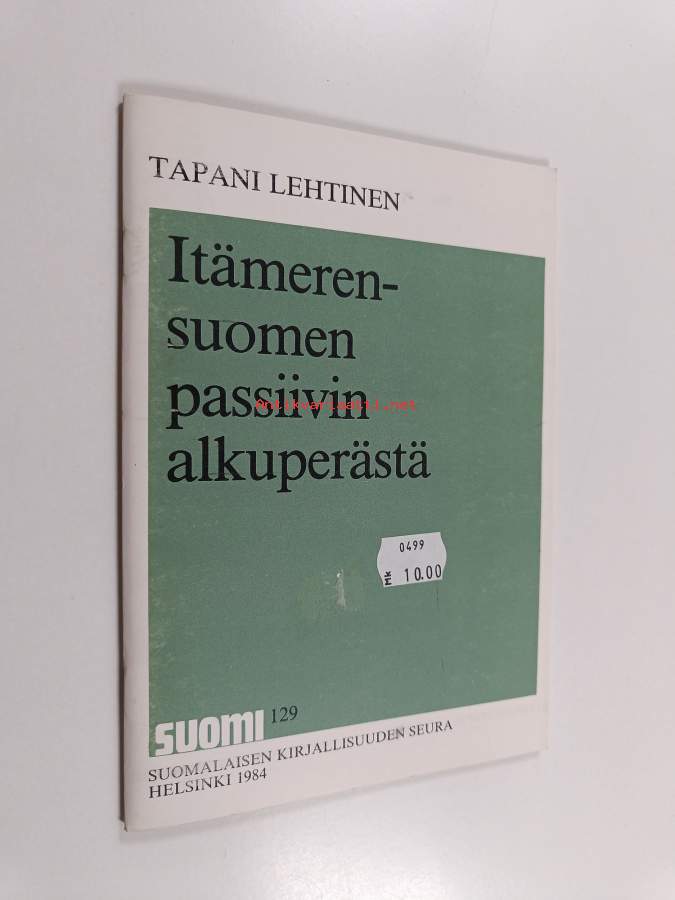 TAPANI LEHTINEN
Itämeren-
suomen
passiivin
Antikvariaatti.net
alkuperästä
0499
Mk 10.00
suomi 129
SUOMALAISEN KIRJALLISUUDEN SEURA
HELSINKI 1984